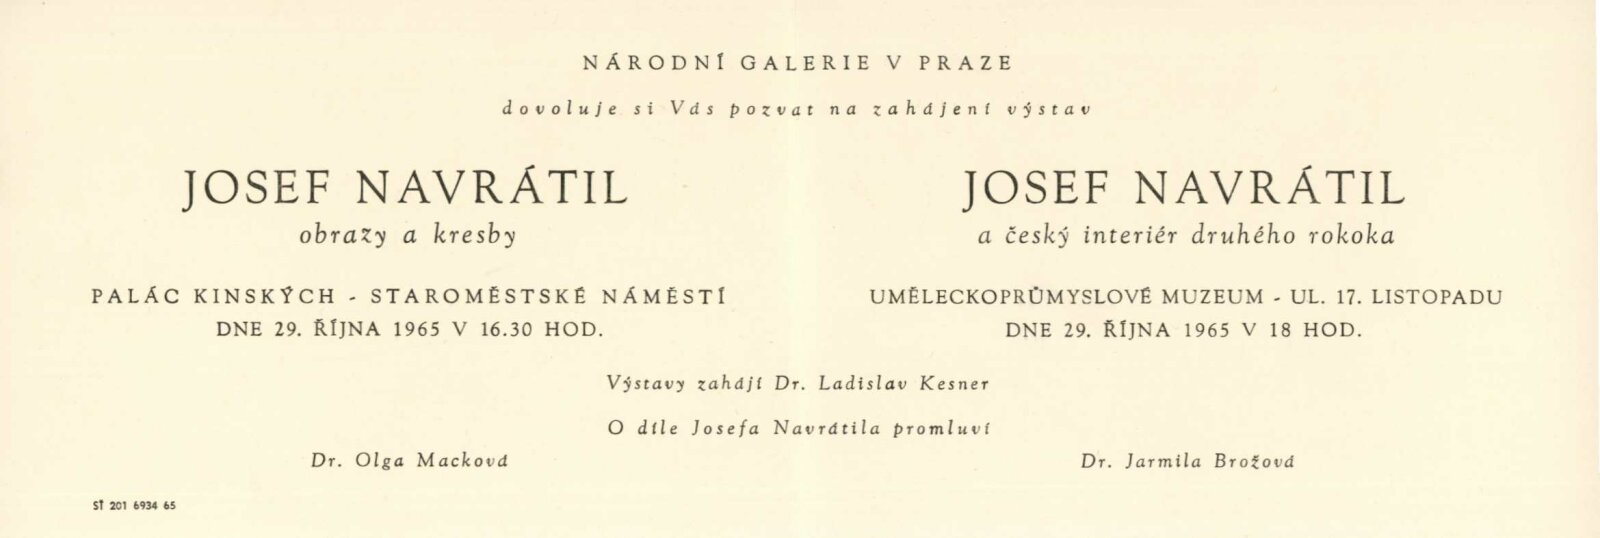 NÁRODNÍ GALERIE V PRAZE
dovoluje si Vás pozvat na zahájení výstav
JOSEF NAVRÁTIL
obrazy a kresby
PALÁC KINSKÝCH - STAROMĚSTSKÉ NÁMĚSTÍ
DNE 29. ŘÍJNA 1965 V 16.30 HOD.
JOSEF NAVRÁTIL
a český interiér druhého rokoka
UMĚLECKOPRŮMYSLOVÉ MUZEUM - UL. 17. LISTOPADU
DNE 29. ŘÍJNA 1965 V 18 HOD.
Výstavy zahájí Dr. Ladislav Kesner
O díle Josefa Navrátila promluví
Dr. Olga Macková
Dr. Jarmila Brožová
SŤ 201 6934 65